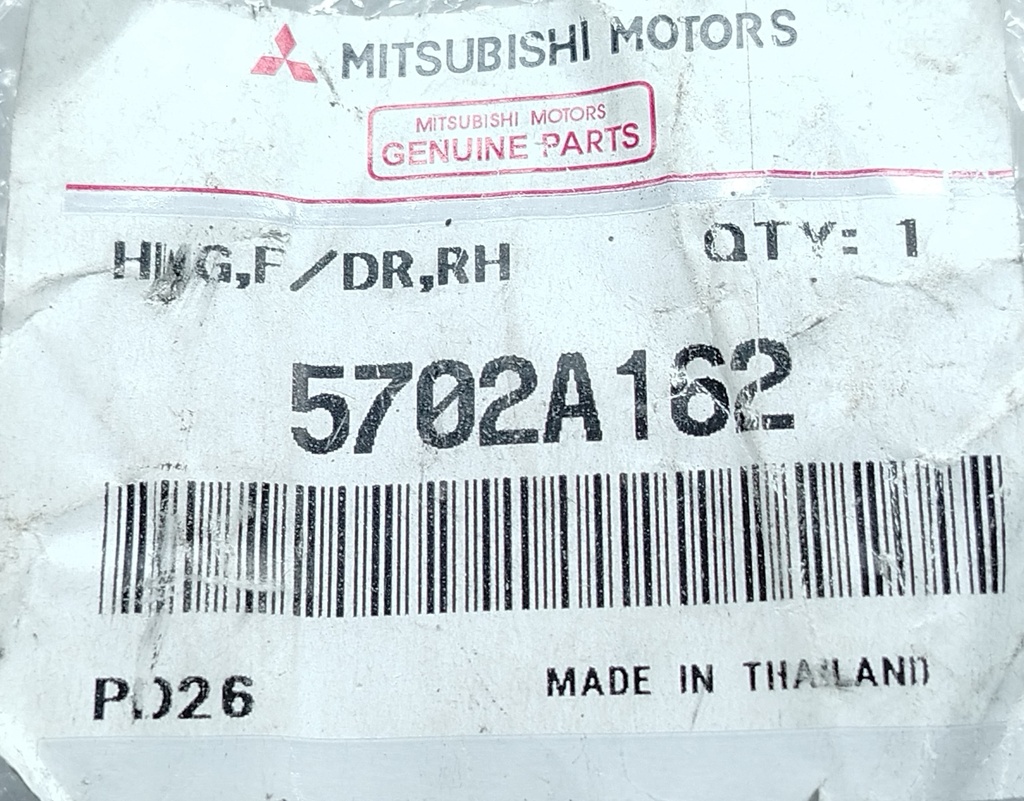 MITSUBISHI MOTORS
MITSUBISHI MOTORS
GENUINE PARTS
QTY: 1
5702A162
MADE IN THAILAND